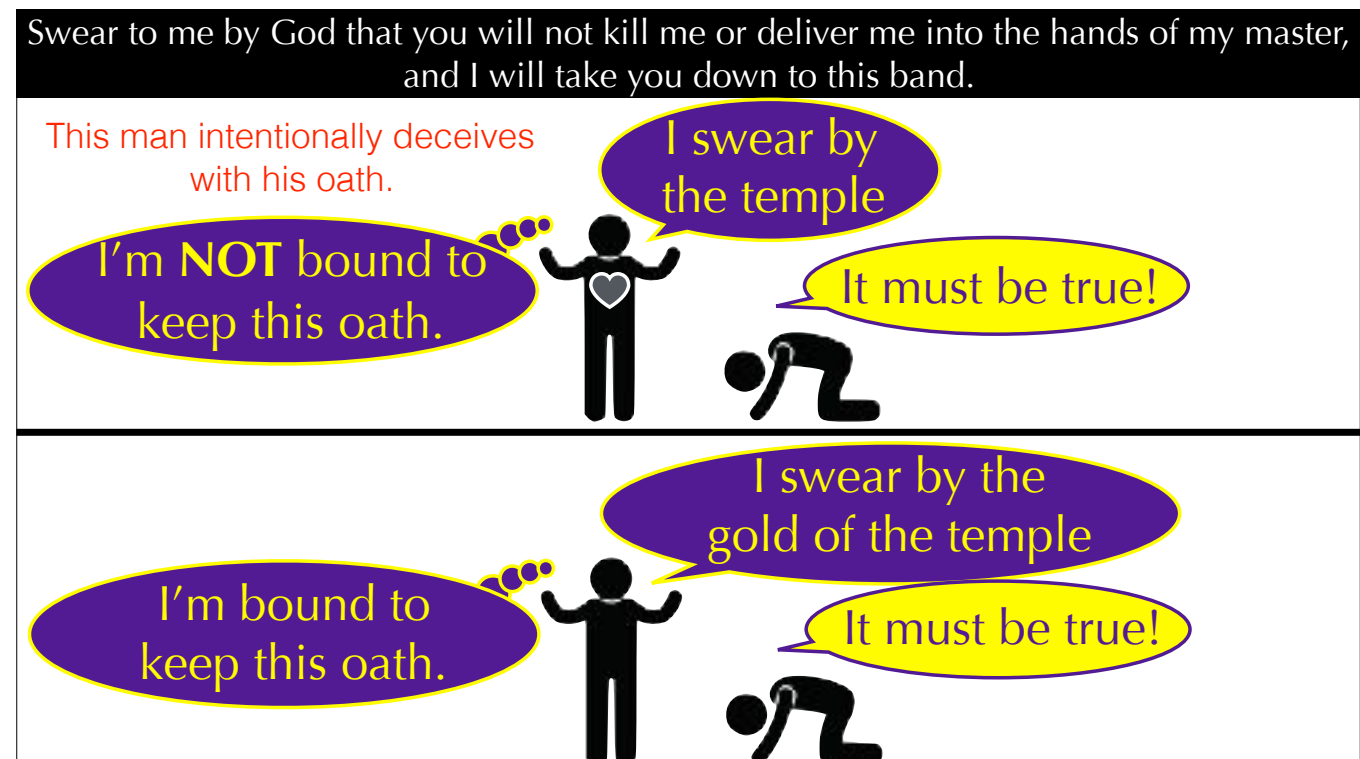 Swear to me by God that you will not kill me or deliver me into the hands of my master,
and I will take you down to this band.
This man intentionally deceives
with his oath.
I swear by
the temple
I’m NOT bound to
keep this oath.
It must be true!
I swear by the
gold of the temple
I’m bound to
keep this oath.
It must be true!